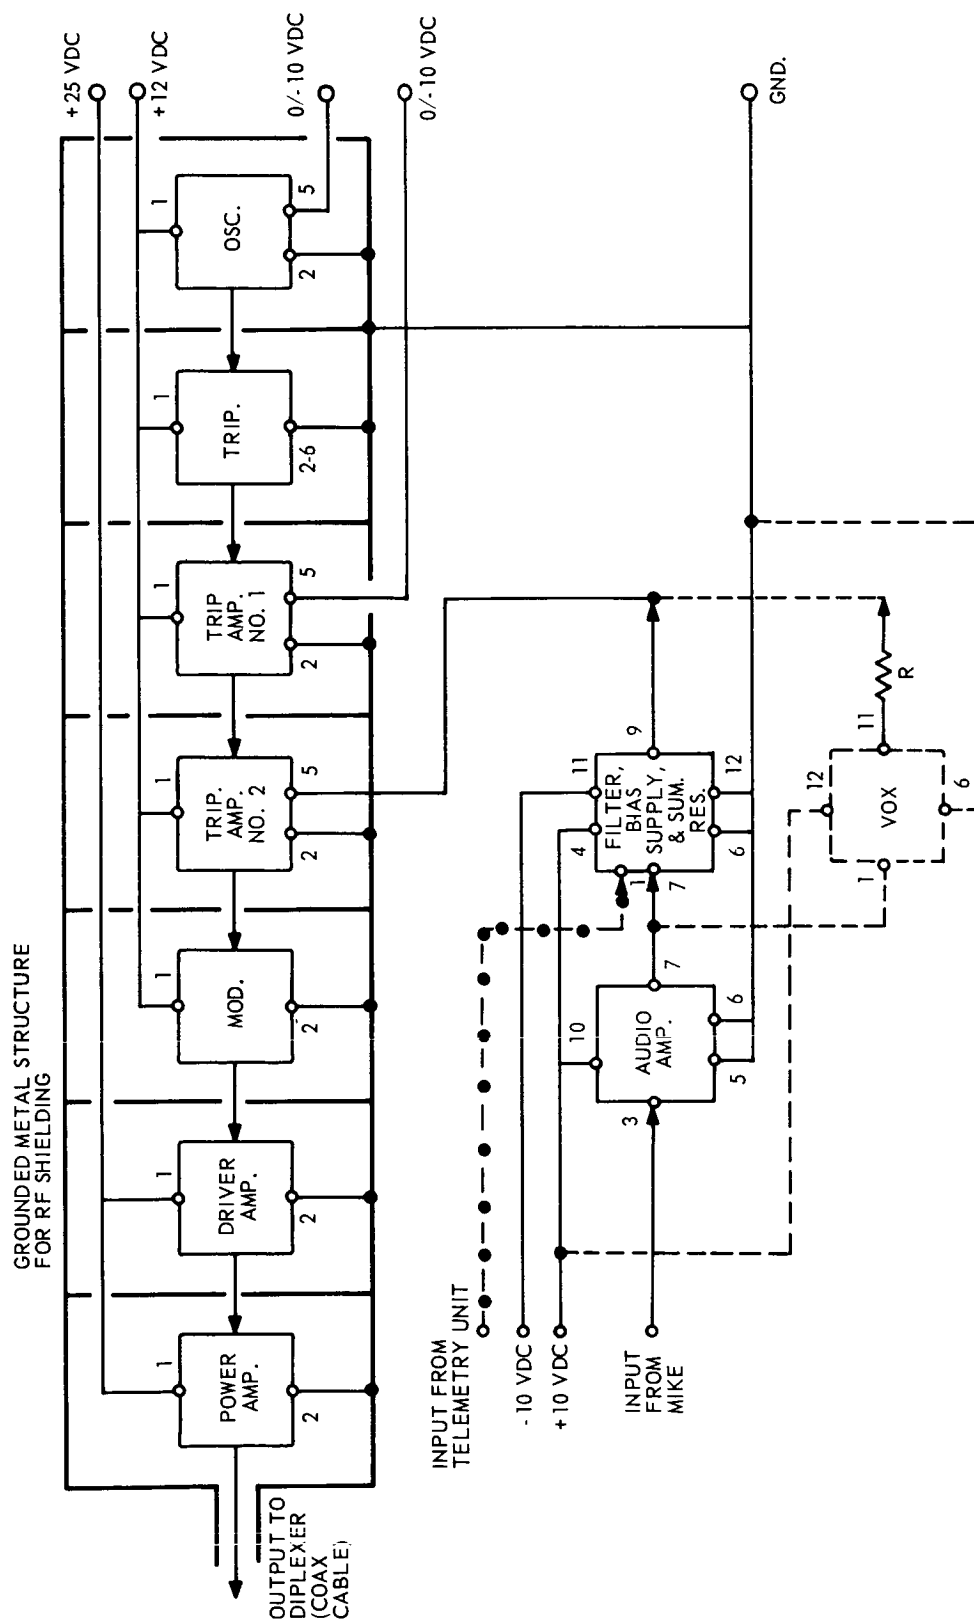 GROUNDED METAL STRUCTURE
FOR RF SHIELDING
+25 VDC
+12 VDC
0/-10 VDC
0/-10 VDC
GND.
OUTPUT TO
DIPLEXER
(COAX
CABLE)
POWER
AMP.
1
2
DRIVER
AMP.
1
2
MOD.
1
2
TRIP.
AMP.
NO. 2
1
2
5
TRIP
AMP.
NO. 1
1
2
5
TRIP.
1
2-6
OSC.
1
2
5
INPUT FROM
TELEMETRY UNIT
-10 VDC
+10 VDC
INPUT
FROM
MIKE
AUDIO
AMP.
3
10
7
5
6
FILTER,
BIAS
SUPPLY,
& SUM.
RES.
4
11
1
7
9
6
12
VOX
1
12
11
6
R